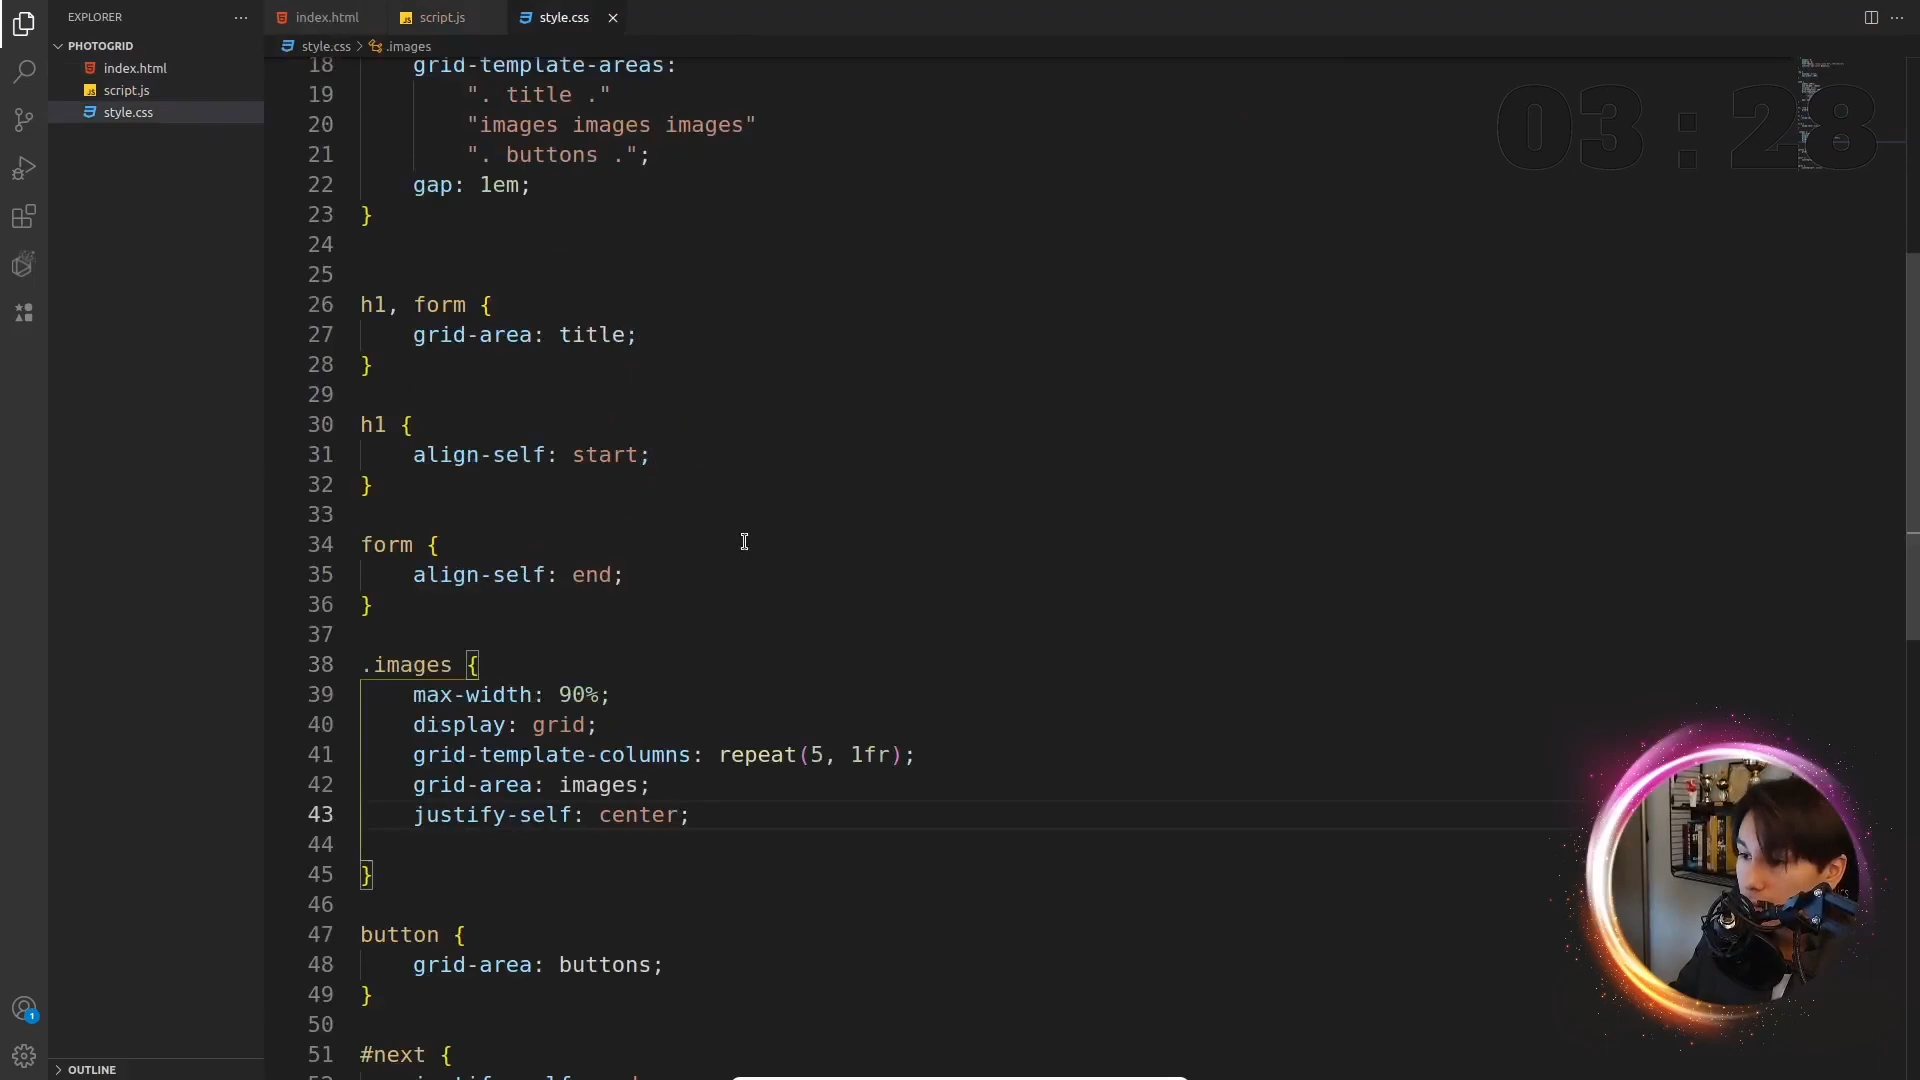 EXPLORER
PHOTOGRID
index.html
script.js
style.css
OUTLINE
1
index.html
script.js
style.css
style.css
.images
03:28
18 grid-template-areas:
19 ". title ."
20 "images images images"
21 ". buttons .";
22 gap: 1em;
23 }
24
25
26 h1, form {
27 grid-area: title;
28 }
29
30 h1 {
31 align-self: start;
32 }
33
34 form {
35 align-self: end;
36 }
37
38 .images {
39 max-width: 90%;
40 display: grid;
41 grid-template-columns: repeat(5, 1fr);
42 grid-area: images;
43 justify-self: center;
44
45 }
46
47 button {
48 grid-area: buttons;
49 }
50
51 #next {